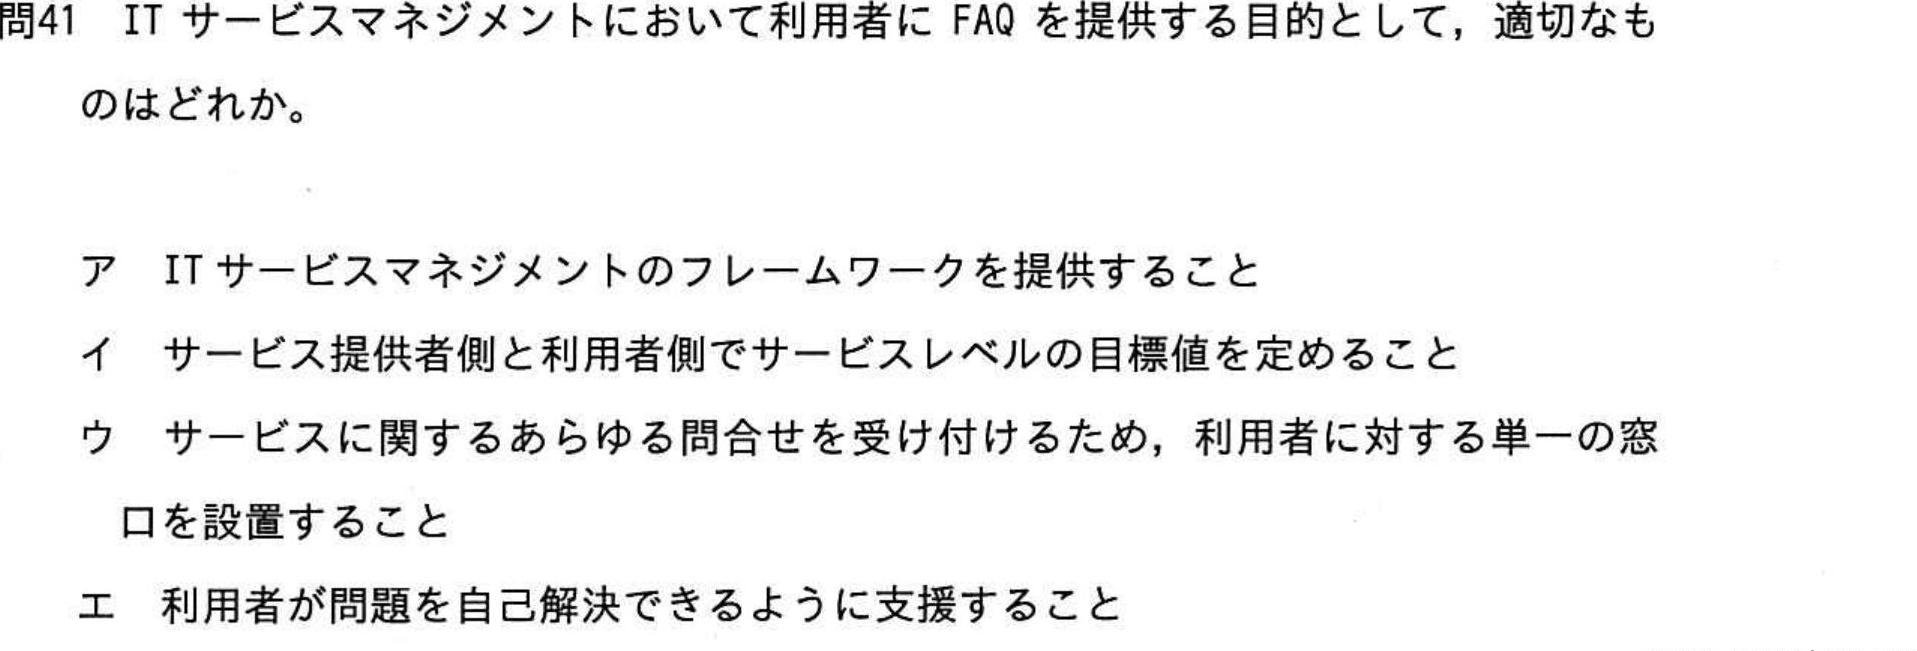 問41 ITサービスマネジメントにおいて利用者に FAQ を提供する目的として，適切なも
のはどれか。
ア ITサービスマネジメントのフレームワークを提供すること
イ サービス提供者側と利用者側でサービスレベルの目標値を定めること
ウ サービスに関するあらゆる問合せを受け付けるため，利用者に対する単一の窓
口を設置すること
エ 利用者が問題を自己解決できるように支援すること